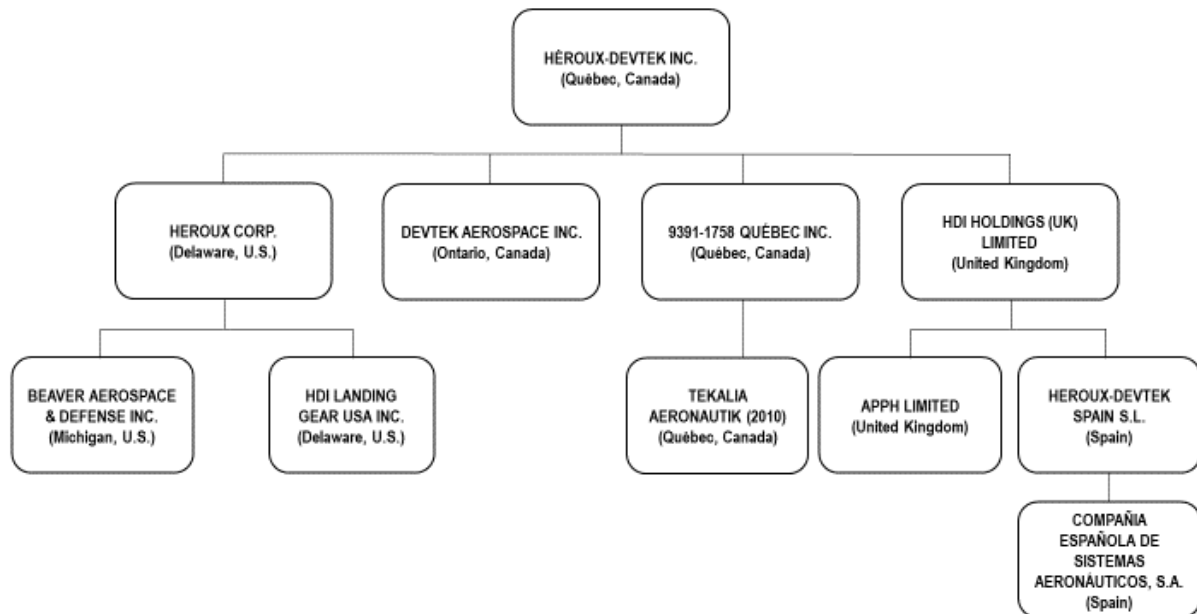 HÉROUX-DEVTEK INC.
(Québec, Canada)
HEROUX CORP.
(Delaware, U.S.)
DEVTEK AEROSPACE INC.
(Ontario, Canada)
9391-1758 QUÉBEC INC.
(Québec, Canada)
HDI HOLDINGS (UK)
LIMITED
(United Kingdom)
BEAVER AEROSPACE
& DEFENSE INC.
(Michigan, U.S.)
HDI LANDING
GEAR USA INC.
(Delaware, U.S.)
TEKALIA
AERONAUTIK (2010)
(Québec, Canada)
APPH LIMITED
(United Kingdom)
HEROUX-DEVTEK
SPAIN S.L.
(Spain)
COMPAÑIA
ESPAÑOLA DE
SISTEMAS
AERONÁUTICOS, S.A.
(Spain)